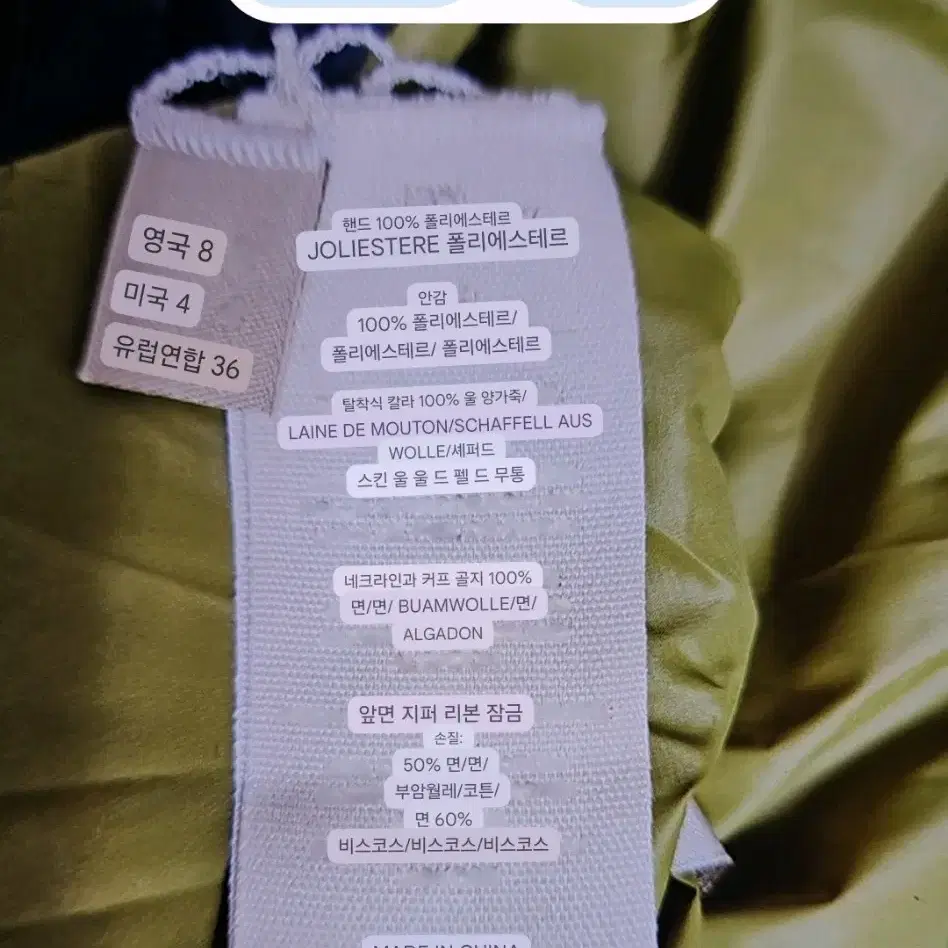 영국 8
미국 4
유럽연합 36
핸드 100% 폴리에스테르
JOLIESTERE 폴리에스테르
안감
100% 폴리에스테르/
폴리에스테르/ 폴리에스테르
탈착식 칼라 100% 울 양가죽/
LAINE DE MOUTON/SCHAFFELL AUS
WOLLE/셰퍼드
스킨 울 울 드 펠 드 무통
네크라인과 커프 골지 100%
면/면/ BUAMWOLLE/면/
ALGADON
앞면 지퍼 리본 잠금
손질:
50% 면/면/
부암월레/코튼/
면 60%
비스코스/비스코스/비스코스
MADE IN CHINA